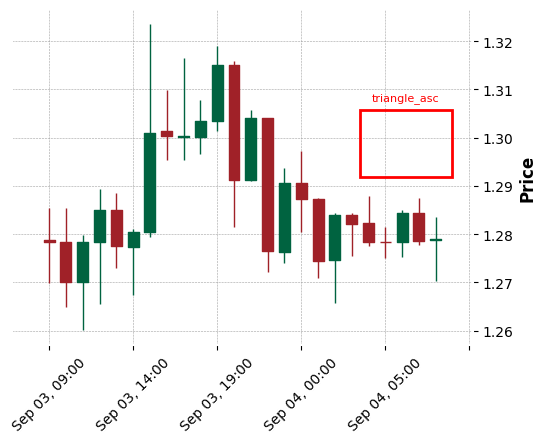 1.32
1.31
triangle_asc
1.30
1.29
1.28
1.27
1.26
Price
Sep 03, 09:00
Sep 03, 14:00
Sep 03, 19:00
Sep 04, 00:00
Sep 04, 05:00